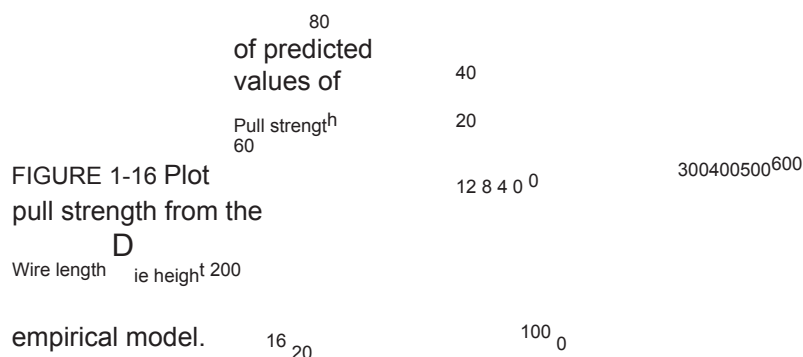 80
of predicted
values of
40
Pull strength
20
60
FIGURE 1-16 Plot
12 8 4 0 0
300400500600
pull strength from the
D
Wire length
ie height 200
empirical model.
16 20
100 0